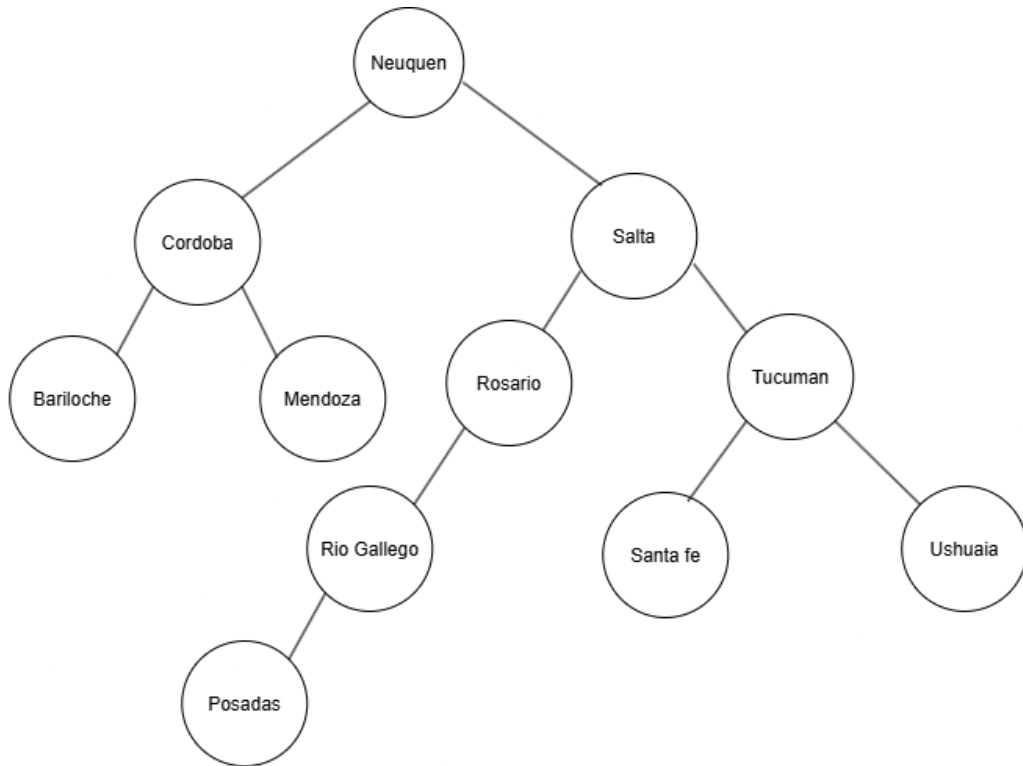 Neuquen
Cordoba
Salta
Bariloche
Mendoza
Rosario
Tucuman
Rio Gallego
Santa fe
Ushuaia
Posadas